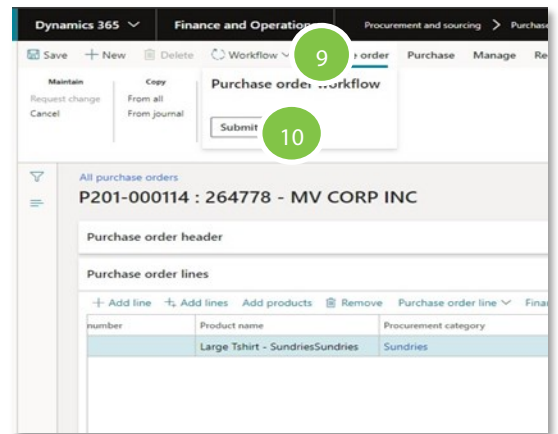 Dynamics 365 Finance and Operation Procurement and sourcing > Purchase
Save + New Delete Workflow 9 e order Purchase Manage Re
Maintain Copy Purchase order workflow
Request change From all
Cancel From journal
Submit 10
All purchase orders
P201-000114 : 264778 - MV CORP INC
Purchase order header
Purchase order lines
+ Add line Add lines Add products Remove Purchase order line Finan
number Product name Procurement category
Large Tshirt - SundriesSundries Sundries